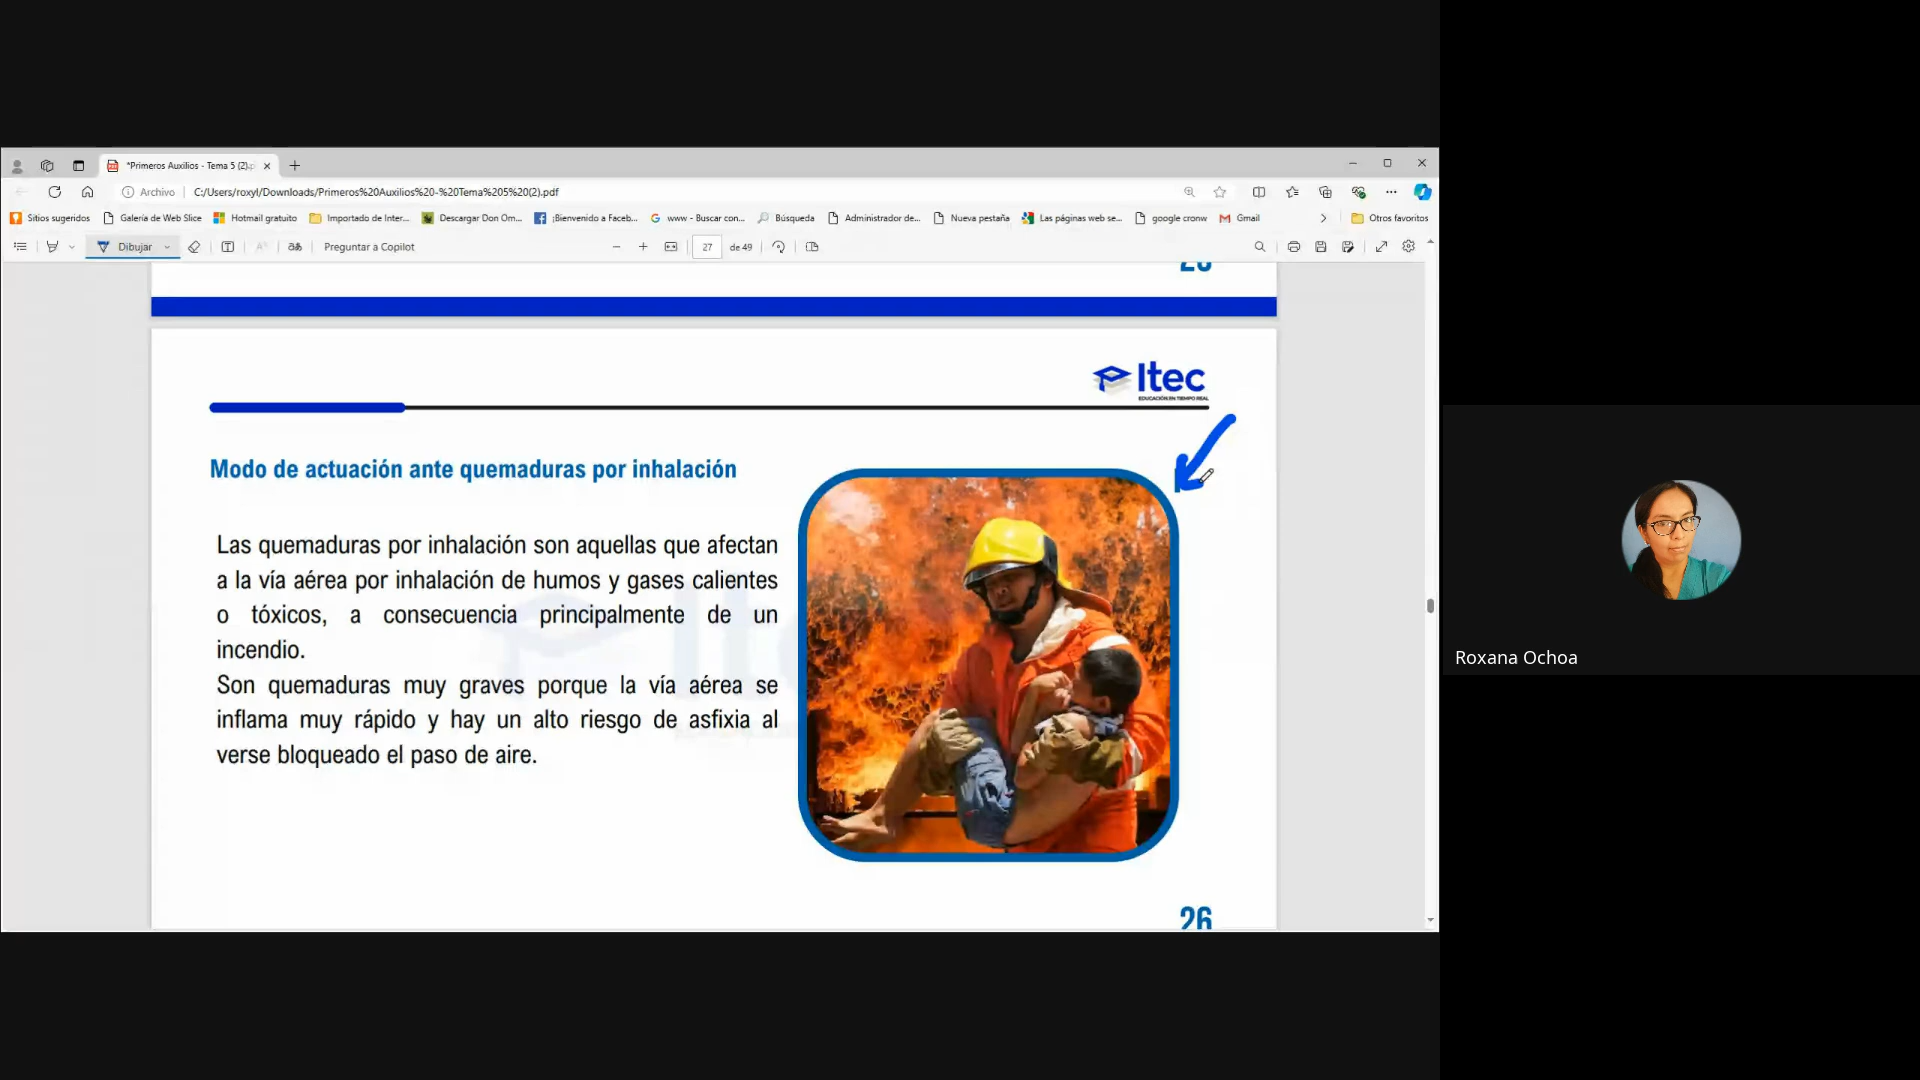 *Primeros Auxilios - Tema 5 (2).p
Archivo C:/Users/roxyl/Downloads/Primeros%20Auxilios%20-%20Tema%205%20(2).pdf
Sitios sugeridos Galería de Web Slice Hotmail gratuito Importado de Inter... Descargar Don Om... ¡Bienvenido a Faceb... www - Buscar con... Búsqueda Administrador de... Nueva pestaña Las páginas web se... google cronw Gmail Otros favoritos
Dibujar aあ Preguntar a Copilot 27 de 49
Itec
EDUCACIÓN EN TIEMPO REAL
Modo de actuación ante quemaduras por inhalación
Las quemaduras por inhalación son aquellas que afectan
a la vía aérea por inhalación de humos y gases calientes
o tóxicos, a consecuencia principalmente de un
incendio.
Son quemaduras muy graves porque la vía aérea se
inflama muy rápido y hay un alto riesgo de asfixia al
verse bloqueado el paso de aire.
26
Roxana Ochoa